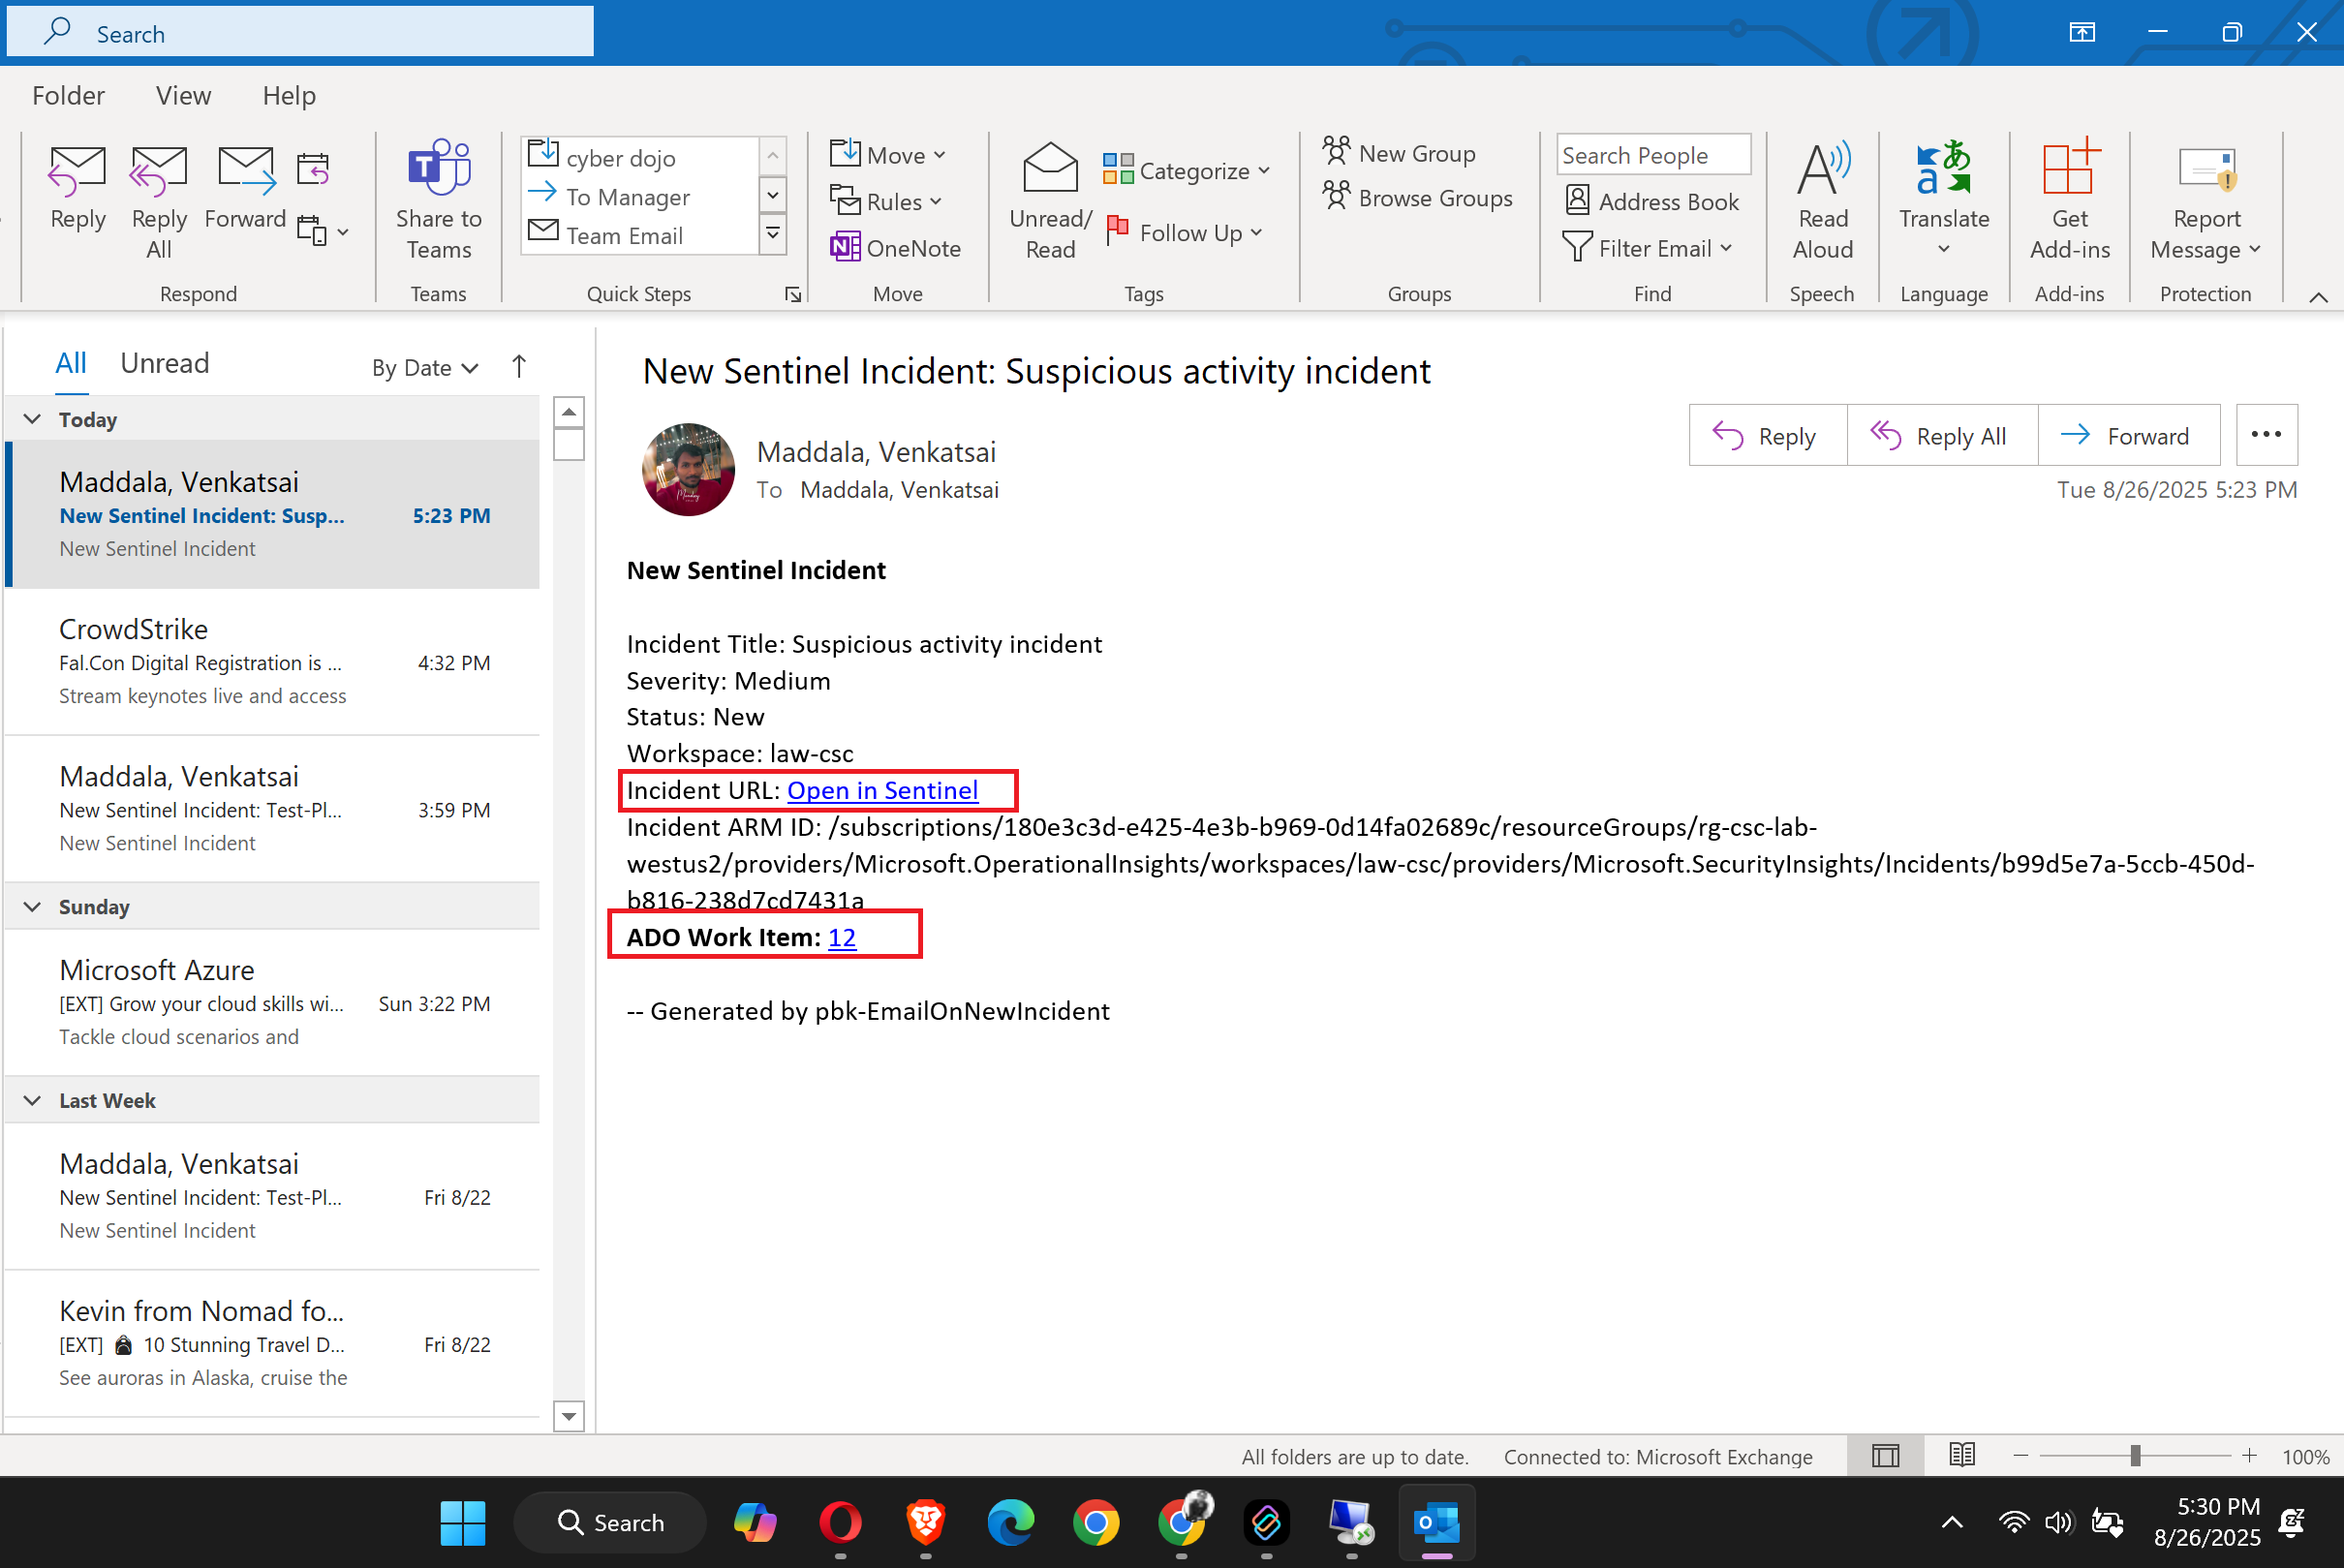 Search
Folder View Help
Reply
Reply All
Forward
Respond
Share to Teams
Teams
cyber dojo
To Manager
Team Email
Quick Steps
Move
Rules
OneNote
Move
Unread/ Read
Categorize
Follow Up
Tags
New Group
Browse Groups
Groups
Search People
Address Book
Filter Email
Find
Read Aloud
Speech
Translate
Language
Get Add-ins
Add-ins
Report Message
Protection
All Unread By Date
Today
Maddala, Venkatsai
New Sentinel Incident: Susp... 5:23 PM
New Sentinel Incident
CrowdStrike
Fal.Con Digital Registration is ... 4:32 PM
Stream keynotes live and access
Maddala, Venkatsai
New Sentinel Incident: Test-Pl... 3:59 PM
New Sentinel Incident
Sunday
Microsoft Azure
[EXT] Grow your cloud skills wi... Sun 3:22 PM
Tackle cloud scenarios and
Last Week
Maddala, Venkatsai
New Sentinel Incident: Test-Pl... Fri 8/22
New Sentinel Incident
Kevin from Nomad fo...
[EXT] 10 Stunning Travel D... Fri 8/22
See auroras in Alaska, cruise the
New Sentinel Incident: Suspicious activity incident
Maddala, Venkatsai
To Maddala, Venkatsai
Reply Reply All Forward
Tue 8/26/2025 5:23 PM
New Sentinel Incident
Incident Title: Suspicious activity incident
Severity: Medium
Status: New
Workspace: law-csc
Incident URL: Open in Sentinel
Incident ARM ID: /subscriptions/180e3c3d-e425-4e3b-b969-0d14fa02689c/resourceGroups/rg-csc-lab-
westus2/providers/Microsoft.OperationalInsights/workspaces/law-csc/providers/Microsoft.SecurityInsights/Incidents/b99d5e7a-5ccb-450d-
b816-238d7cd7431a
ADO Work Item: 12
-- Generated by pbk-EmailOnNewIncident
All folders are up to date. Connected to: Microsoft Exchange 100%
Search
5:30 PM
8/26/2025